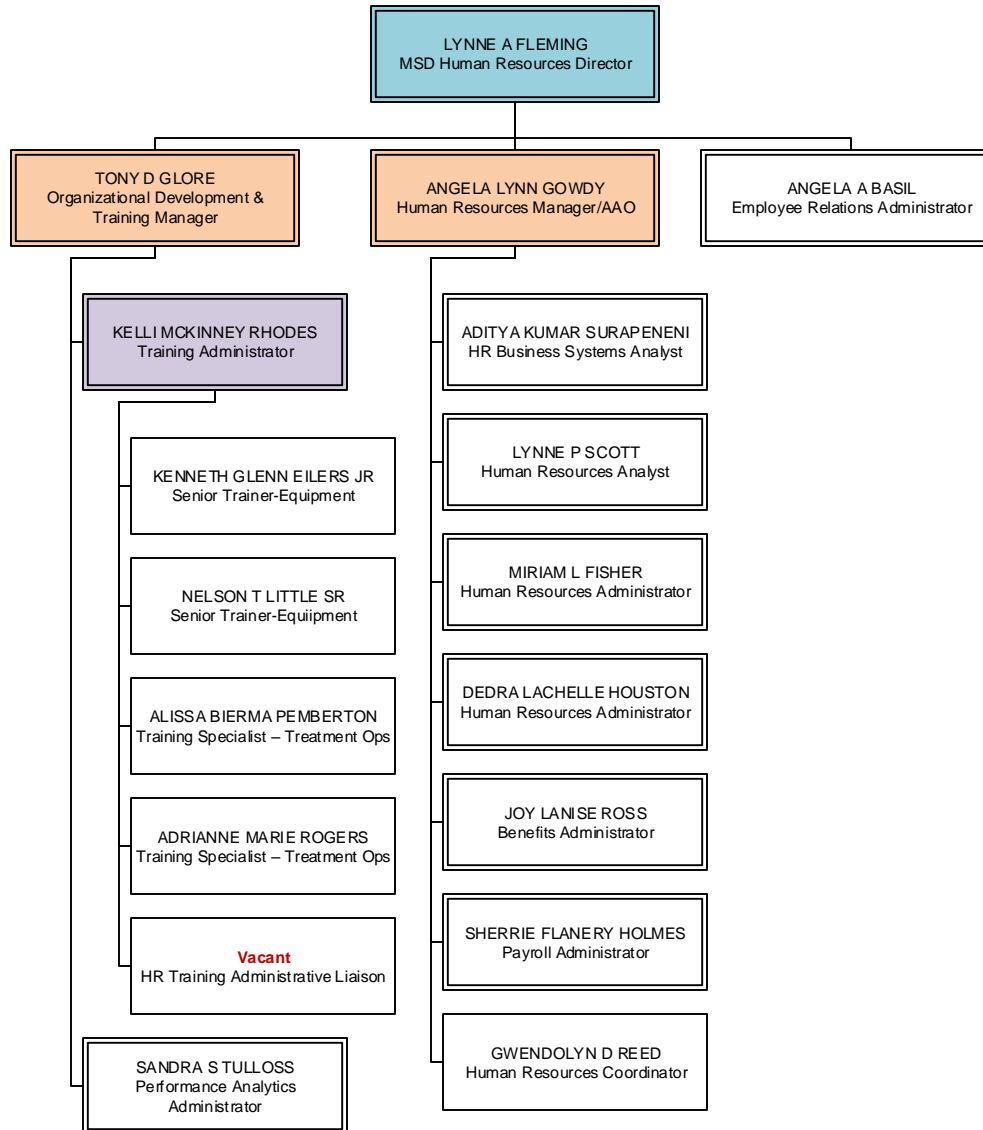 LYNNE A FLEMING
MSD Human Resources Director
TONY D GLORE
Organizational Development &
Training Manager
ANGELA LYNN GOWDY
Human Resources Manager/AAO
ANGELA A BASIL
Employee Relations Administrator
KELLI MCKINNEY RHODES
Training Administrator
KENNETH GLENN EILERS JR
Senior Trainer-Equipment
NELSON T LITTLE SR
Senior Trainer-Equiipment
ALISSA BIERMA PEMBERTON
Training Specialist – Treatment Ops
ADRIANNE MARIE ROGERS
Training Specialist – Treatment Ops
Vacant
HR Training Administrative Liaison
SANDRA S TULLOSS
Performance Analytics
Administrator
ADITYA KUMAR SURAPENENI
HR Business Systems Analyst
LYNNE P SCOTT
Human Resources Analyst
MIRIAM L FISHER
Human Resources Administrator
DEDRA LACHELLE HOUSTON
Human Resources Administrator
JOY LANISE ROSS
Benefits Administrator
SHERRIE FLANERY HOLMES
Payroll Administrator
GWENDOLYN D REED
Human Resources Coordinator